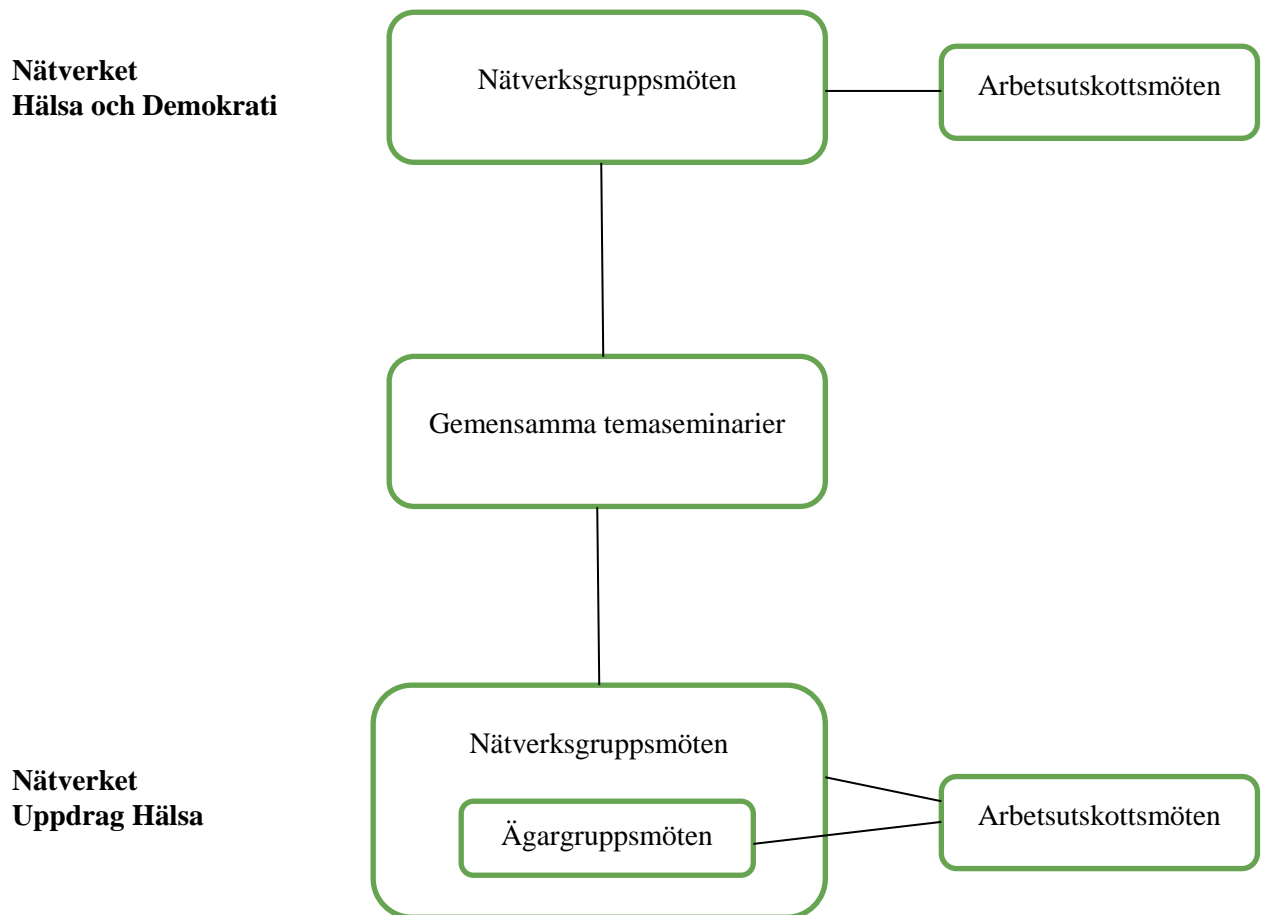 Nätverket
Hälsa och Demokrati
Nätverksgruppsmöten
Arbetsutskottsmöten
Gemensamma temaseminarier
Nätverket
Uppdrag Hälsa
Nätverksgruppsmöten
Ägargruppsmöten
Arbetsutskottsmöten